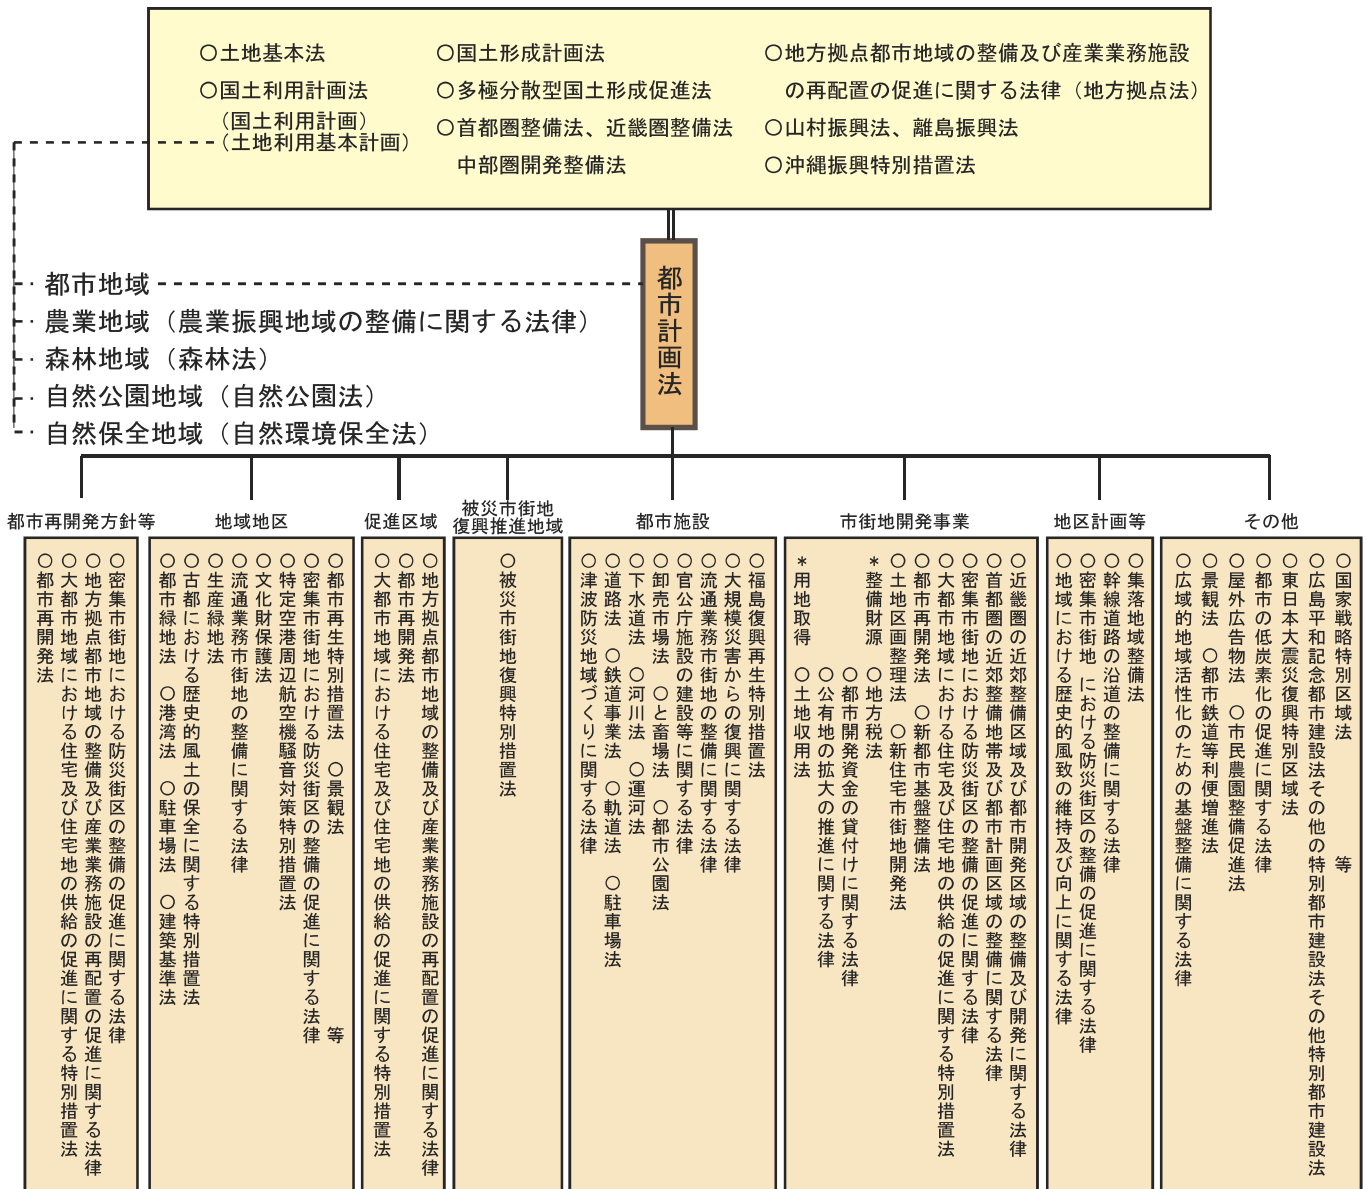 ○土地基本法
○国土利用計画法
（国土利用計画）
（土地利用基本計画）
○国土形成計画法
○多極分散型国土形成促進法
○首都圏整備法、近畿圏整備法
中部圏開発整備法
○地方拠点都市地域の整備及び産業業務施設
の再配置の促進に関する法律（地方拠点法）
○山村振興法、離島振興法
○沖縄振興特別措置法
都市計画法
都市地域
農業地域（農業振興地域の整備に関する法律）
森林地域（森林法）
自然公園地域（自然公園法）
自然保全地域（自然環境保全法）
都市再開発方針等
○密集市街地における防災街区の整備の促進に関する法律
○地方拠点都市地域の整備及び産業業務施設の再配置の促進に関する法律
○大都市地域における住宅及び住宅地の供給の促進に関する特別措置法
○都市再開発法
地域地区
○都市再生特別措置法　○景観法　等
○密集市街地における防災街区の整備の促進に関する法律
○特定空港周辺航空機騒音対策特別措置法
○文化財保護法
○流通業務市街地の整備に関する法律
○生産緑地法
○古都における歴史的風土の保全に関する特別措置法
○都市緑地法　○港湾法　○駐車場法　○建築基準法
促進区域
○地方拠点都市地域の整備及び産業業務施設の再配置の促進に関する法律
○都市再開発法
○大都市地域における住宅及び住宅地の供給の促進に関する特別措置法
被災市街地
復興推進地域
○被災市街地復興特別措置法
都市施設
○福島復興再生特別措置法
○大規模災害からの復興に関する法律
○流通業務市街地の整備に関する法律
○官公庁施設の建設等に関する法律
○卸売市場法　○と畜場法　○都市公園法
○下水道法　○河川法　○運河法
○道路法　○鉄道事業法　○軌道法　○駐車場法
○津波防災地域づくりに関する法律
市街地開発事業
○近畿圏の近郊整備区域及び都市開発区域の整備及び開発に関する法律
○首都圏の近郊整備地帯及び都市計画区域の整備に関する法律
○密集市街地における防災街区の整備の促進に関する法律
○大都市地域における住宅及び住宅地の供給の促進に関する特別措置法
○都市再開発法　○新都市基盤整備法
○土地区画整理法　○新住宅市街地開発法
＊整備財源　○地方税法
○都市開発資金の貸付けに関する法律
○公有地の拡大の推進に関する法律
＊用地取得　○土地収用法
地区計画等
○集落地域整備法
○幹線道路の沿道の整備に関する法律
○密集市街地 における防災街区の整備の促進に関する法律
○地域における歴史的風致の維持及び向上に関する法律
その他
○国家戦略特別区域法　等
○広島平和記念都市建設法その他の特別都市建設法その他特別都市建設法
○東日本大震災復興特別区域法
○都市の低炭素化の促進に関する法律
○屋外広告物法　○市民農園整備促進法
○景観法　○都市鉄道等利便増進法
○広域的地域活性化のための基盤整備に関する法律